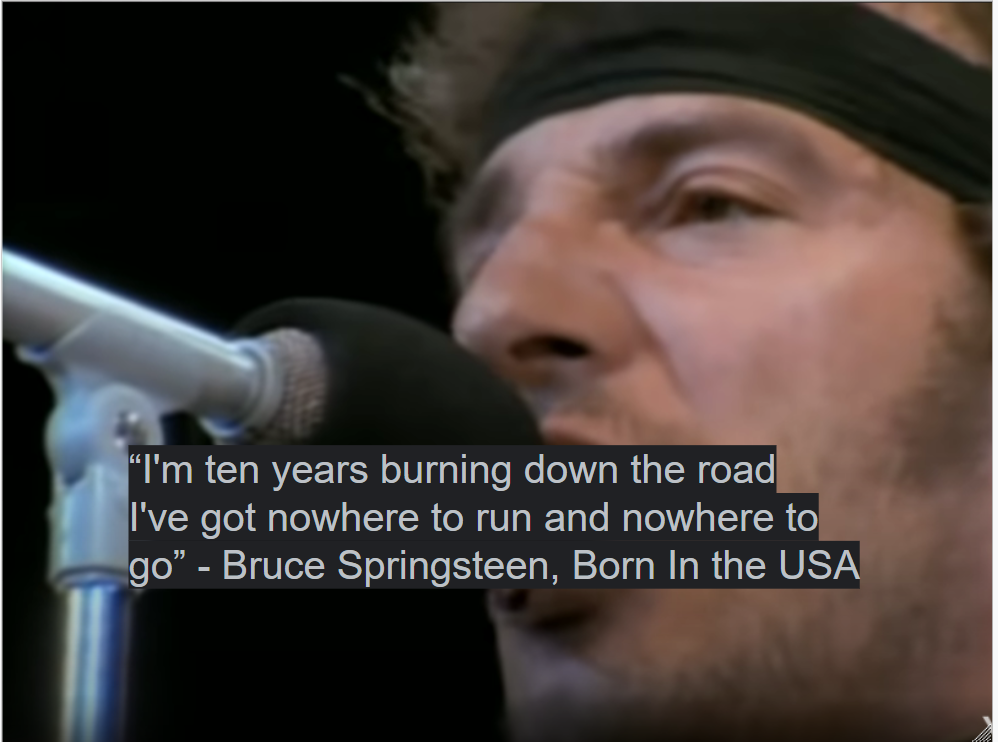 “I'm ten years burning down the road
I've got nowhere to run and nowhere to
go” - Bruce Springsteen, Born In the USA